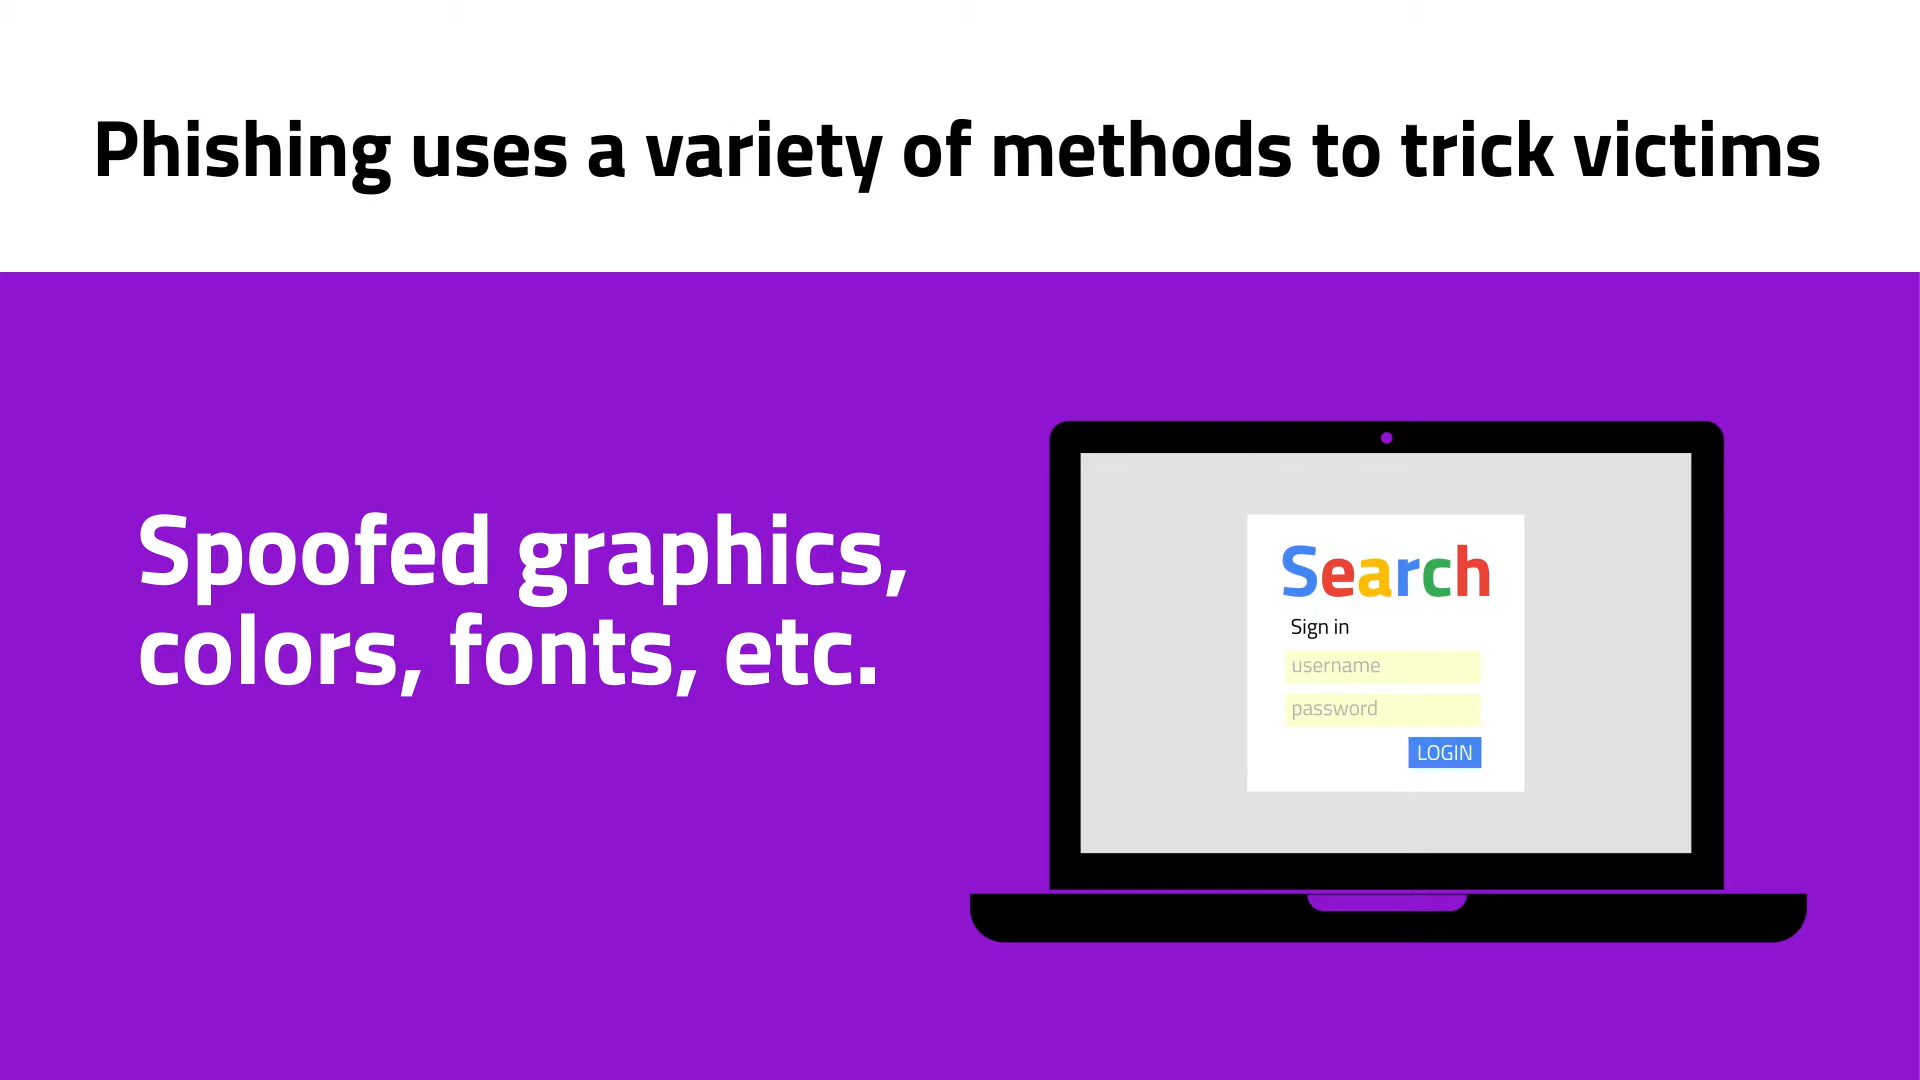 Phishing uses a variety of methods to trick victims
Spoofed graphics,
colors, fonts, etc.
Search
Sign in
username
password
LOGIN